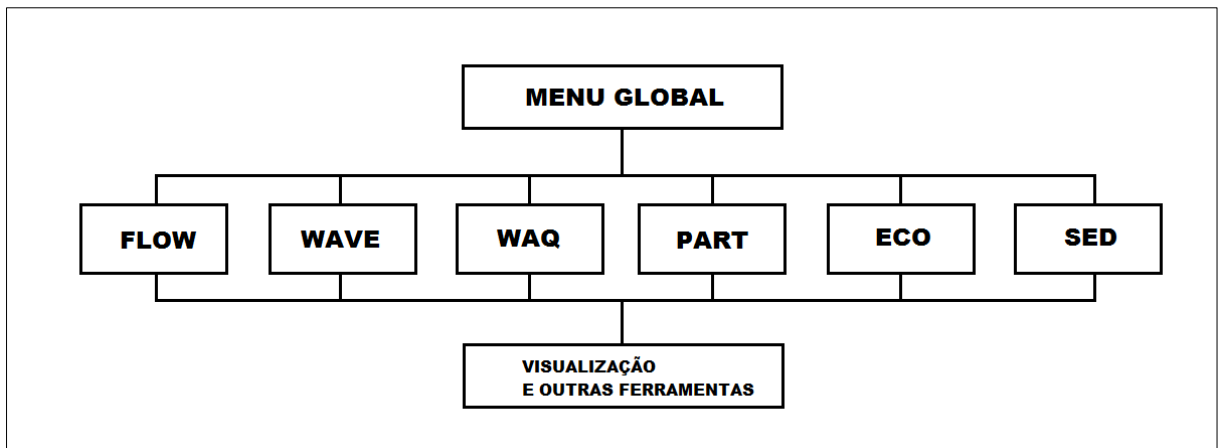 MENU GLOBAL
FLOW
WAVE
WAQ
PART
ECO
SED
VISUALIZAÇÃO
E OUTRAS FERRAMENTAS